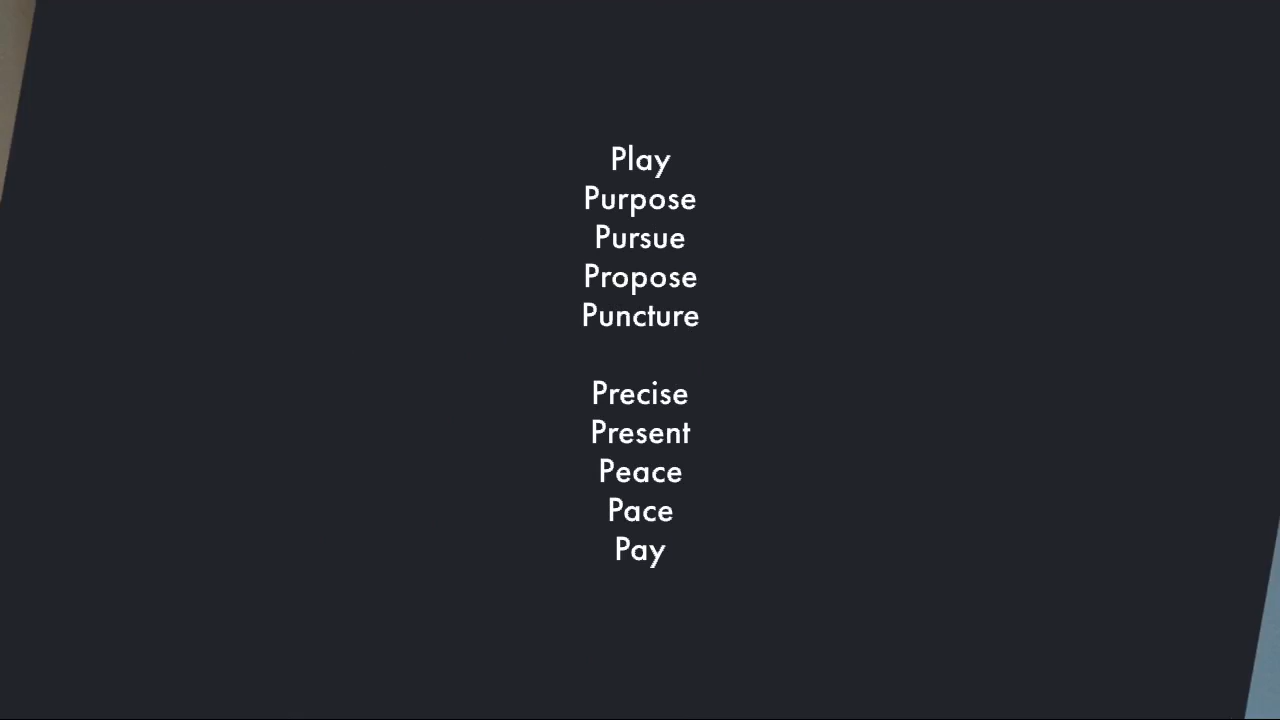 Play
Purpose
Pursue
Propose
Puncture
Precise
Present
Peace
Pace
Pay